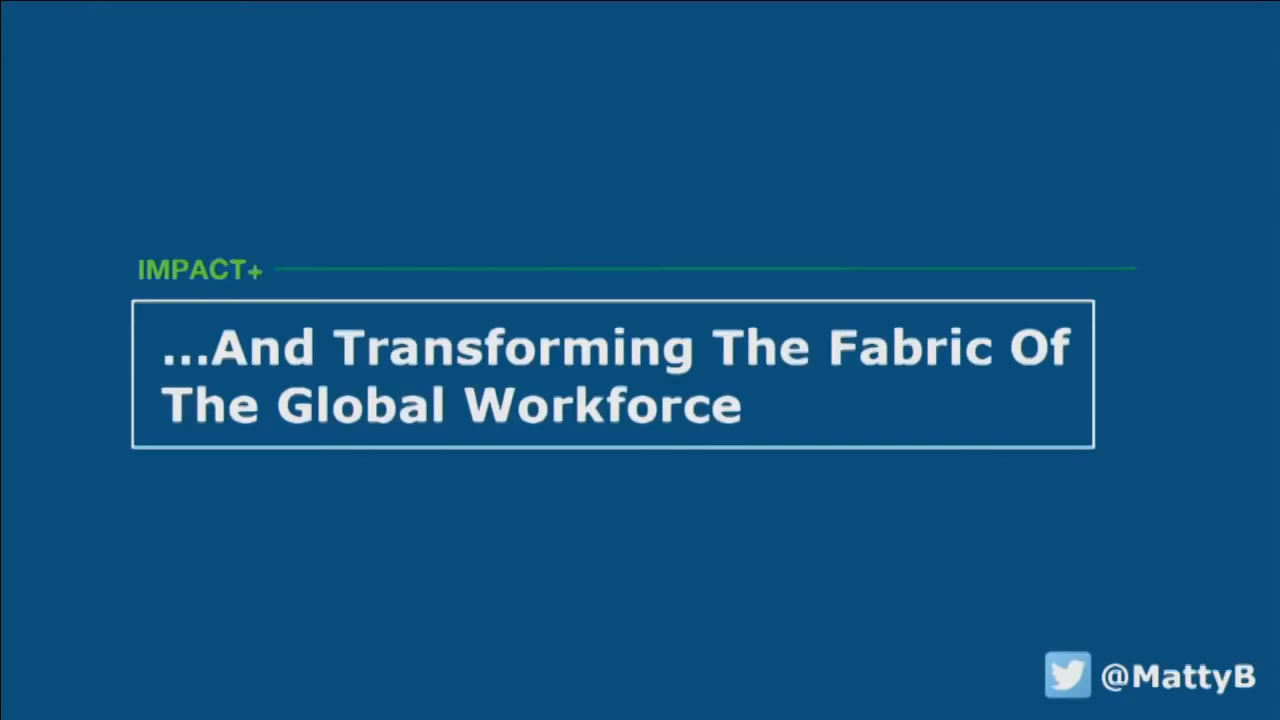 IMPACT+
...And Transforming The Fabric Of
The Global Workforce
@MattyB